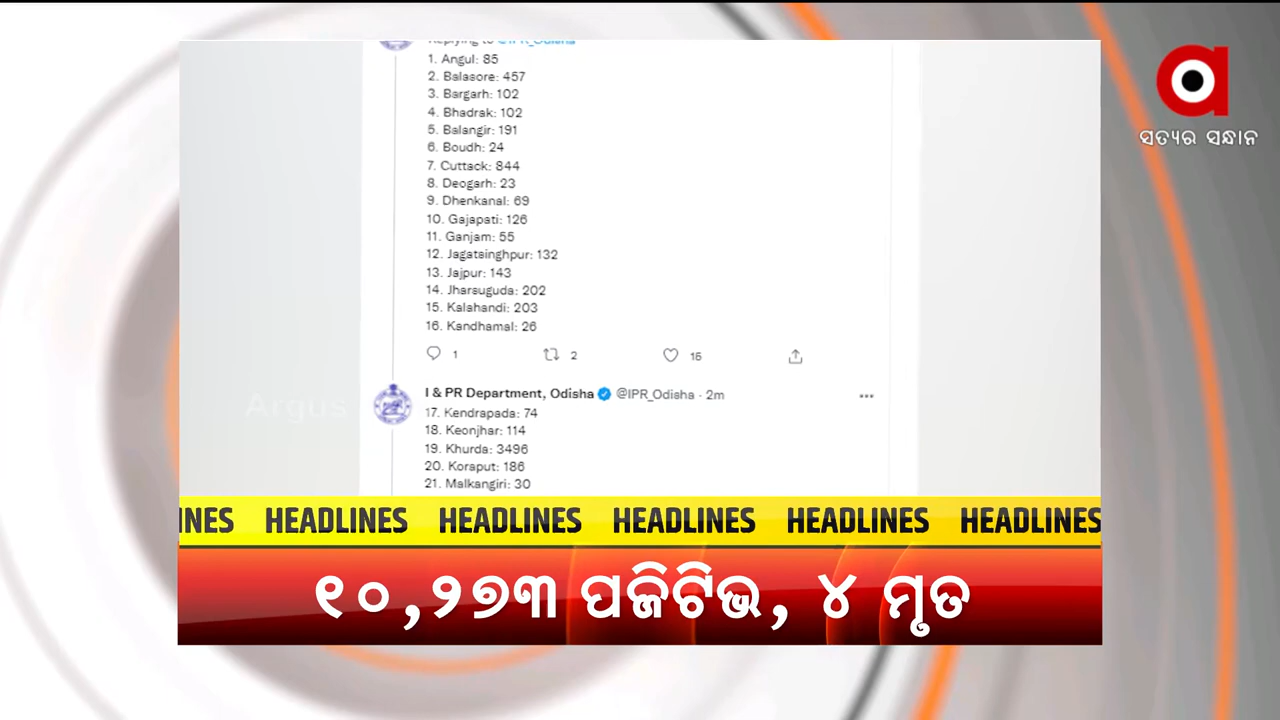 Replying to @IPR_Odisha
1. Angul: 85
2. Balasore: 457
3. Bargarh: 102
4. Bhadrak: 102
5. Balangir: 191
6. Boudh: 24
7. Cuttack: 844
8. Deogarh: 23
9. Dhenkanal: 69
10. Gajapati: 126
11. Ganjam: 55
12. Jagatsinghpur: 132
13. Jajpur: 143
14. Jharsuguda: 202
15. Kalahandi: 203
16. Kandhamal: 26
1 2 16
I & PR Department, Odisha @IPR_Odisha · 2m
17. Kendrapada: 74
18. Keonjhar: 114
19. Khurda: 3496
20. Koraput: 186
21. Malkangiri: 30
ସତ୍ୟର ସନ୍ଧାନ
Argus
INES HEADLINES HEADLINES HEADLINES HEADLINES HEADLINES
୧୦,୨୭୩ ପଜିଟିଭ, ୪ ମୃତ